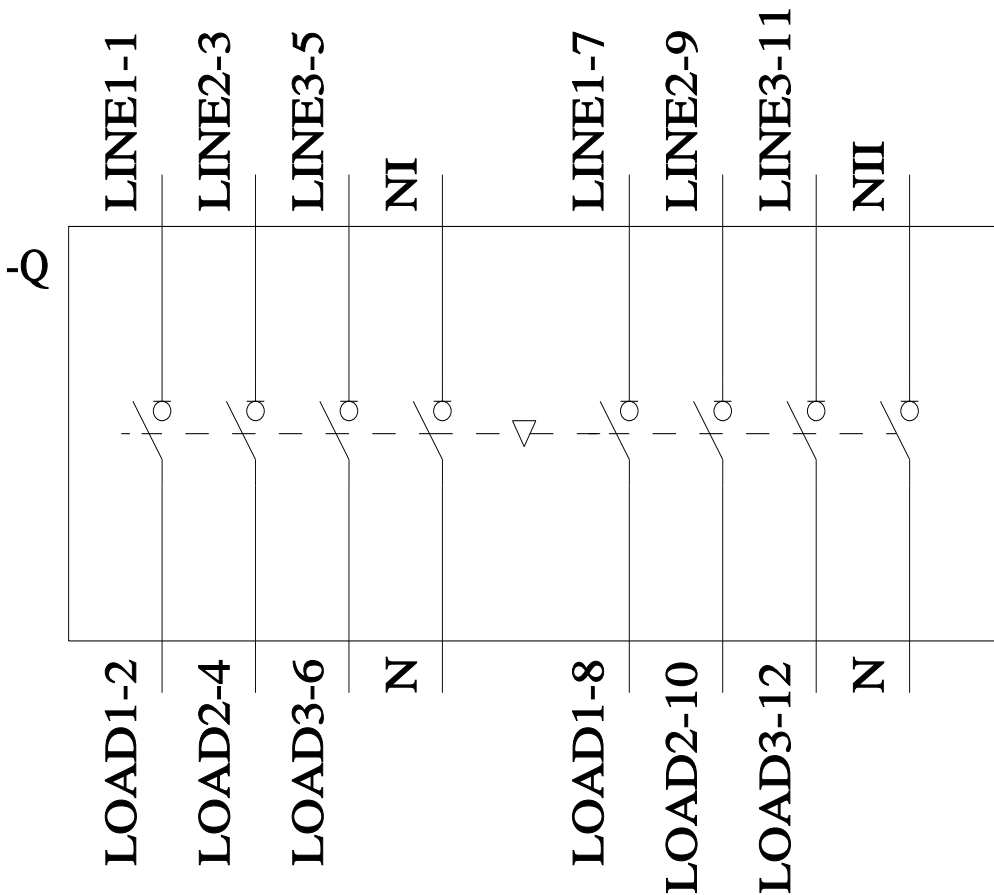 LINE1-1
LINE2-3
LINE3-5
NI
LINE1-7
LINE2-9
LINE3-11
NII
-Q
LOAD1-2
LOAD2-4
LOAD3-6
N
LOAD1-8
LOAD2-10
LOAD3-12
N